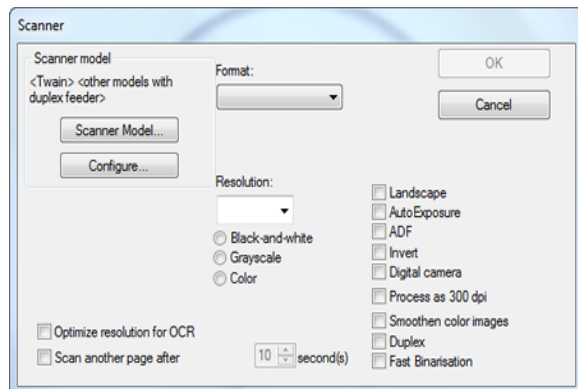 Scanner
Scanner model
<Twain> <other models with
duplex feeder>
Scanner Model...
Configure...
Format:
OK
Cancel
Resolution:
Black-and-white
Grayscale
Color
Landscape
AutoExposure
ADF
Invert
Digital camera
Process as 300 dpi
Smoothen color images
Duplex
Fast Binarisation
Optimize resolution for OCR
Scan another page after 10 second(s)